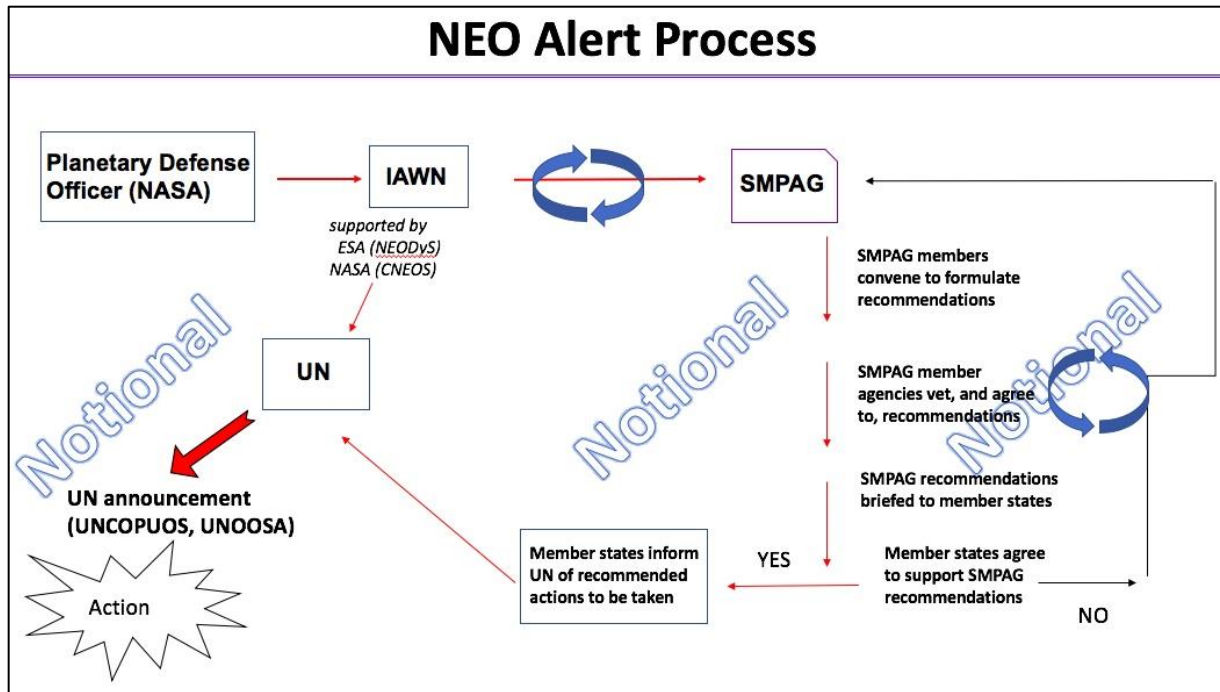 NEO Alert Process
Planetary Defense
Officer (NASA)
IAWN
SMPAG
supported by
ESA (NEODyS)
NASA (CNEOS)
SMPAG members
convene to formulate
recommendations
Notional
Notional
Notional
UN
SMPAG member
agencies vet, and agree
to, recommendations
SMPAG recommendations
briefed to member states
UN announcement
(UNCOPUOS, UNOOSA)
Action
Member states inform
UN of recommended
actions to be taken
YES
Member states agree
to support SMPAG
recommendations
NO